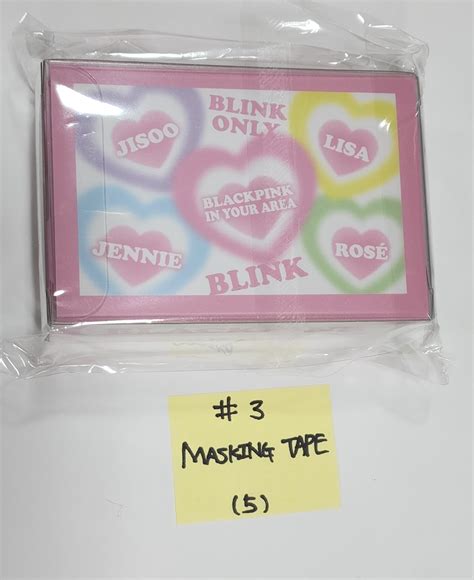 BLINK
ONLY
JISOO
LISA
BLACKPINK
IN YOUR AREA
JENNIE
ROSÉ
BLINK
# 3
MASKING TAPE
(5)